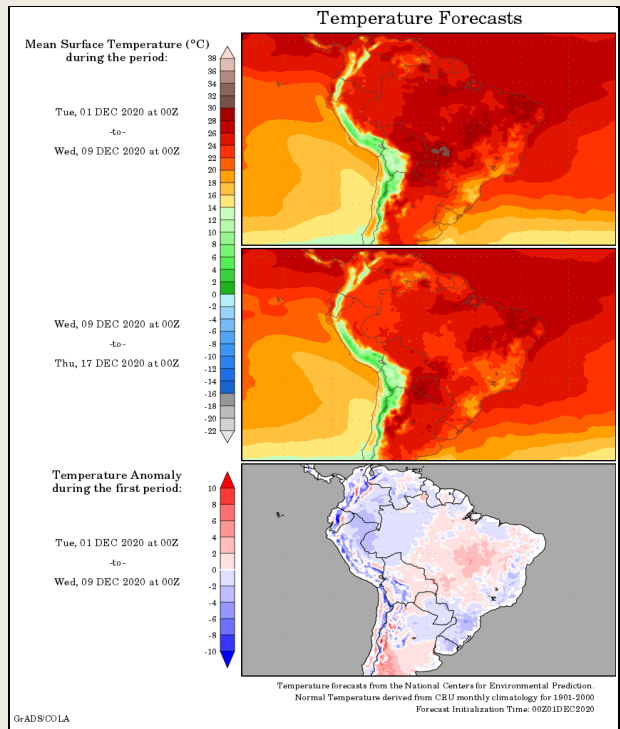 Temperature Forecasts
Mean Surface Temperature (°C)
during the period:
Tue, 01 DEC 2020 at 00Z
-to-
Wed, 09 DEC 2020 at 00Z
38
36
34
32
30
28
26
24
22
20
18
16
14
12
10
8
6
4
2
0
-2
-4
-6
-8
-10
-12
-14
-16
-18
-20
-22
Wed, 09 DEC 2020 at 00Z
-to-
Thu, 17 DEC 2020 at 00Z
Temperature Anomaly
during the first period:
Tue, 01 DEC 2020 at 00Z
-to-
Wed, 09 DEC 2020 at 00Z
10
8
6
4
2
0
-2
-4
-6
-8
-10
Temperature forecasts from the National Centers for Environmental Prediction.
Normal Temperature derived from CRU monthly climatology for 1901-2000
Forecast Initialization Time: 00Z01DEC2020
GrADS/COLA